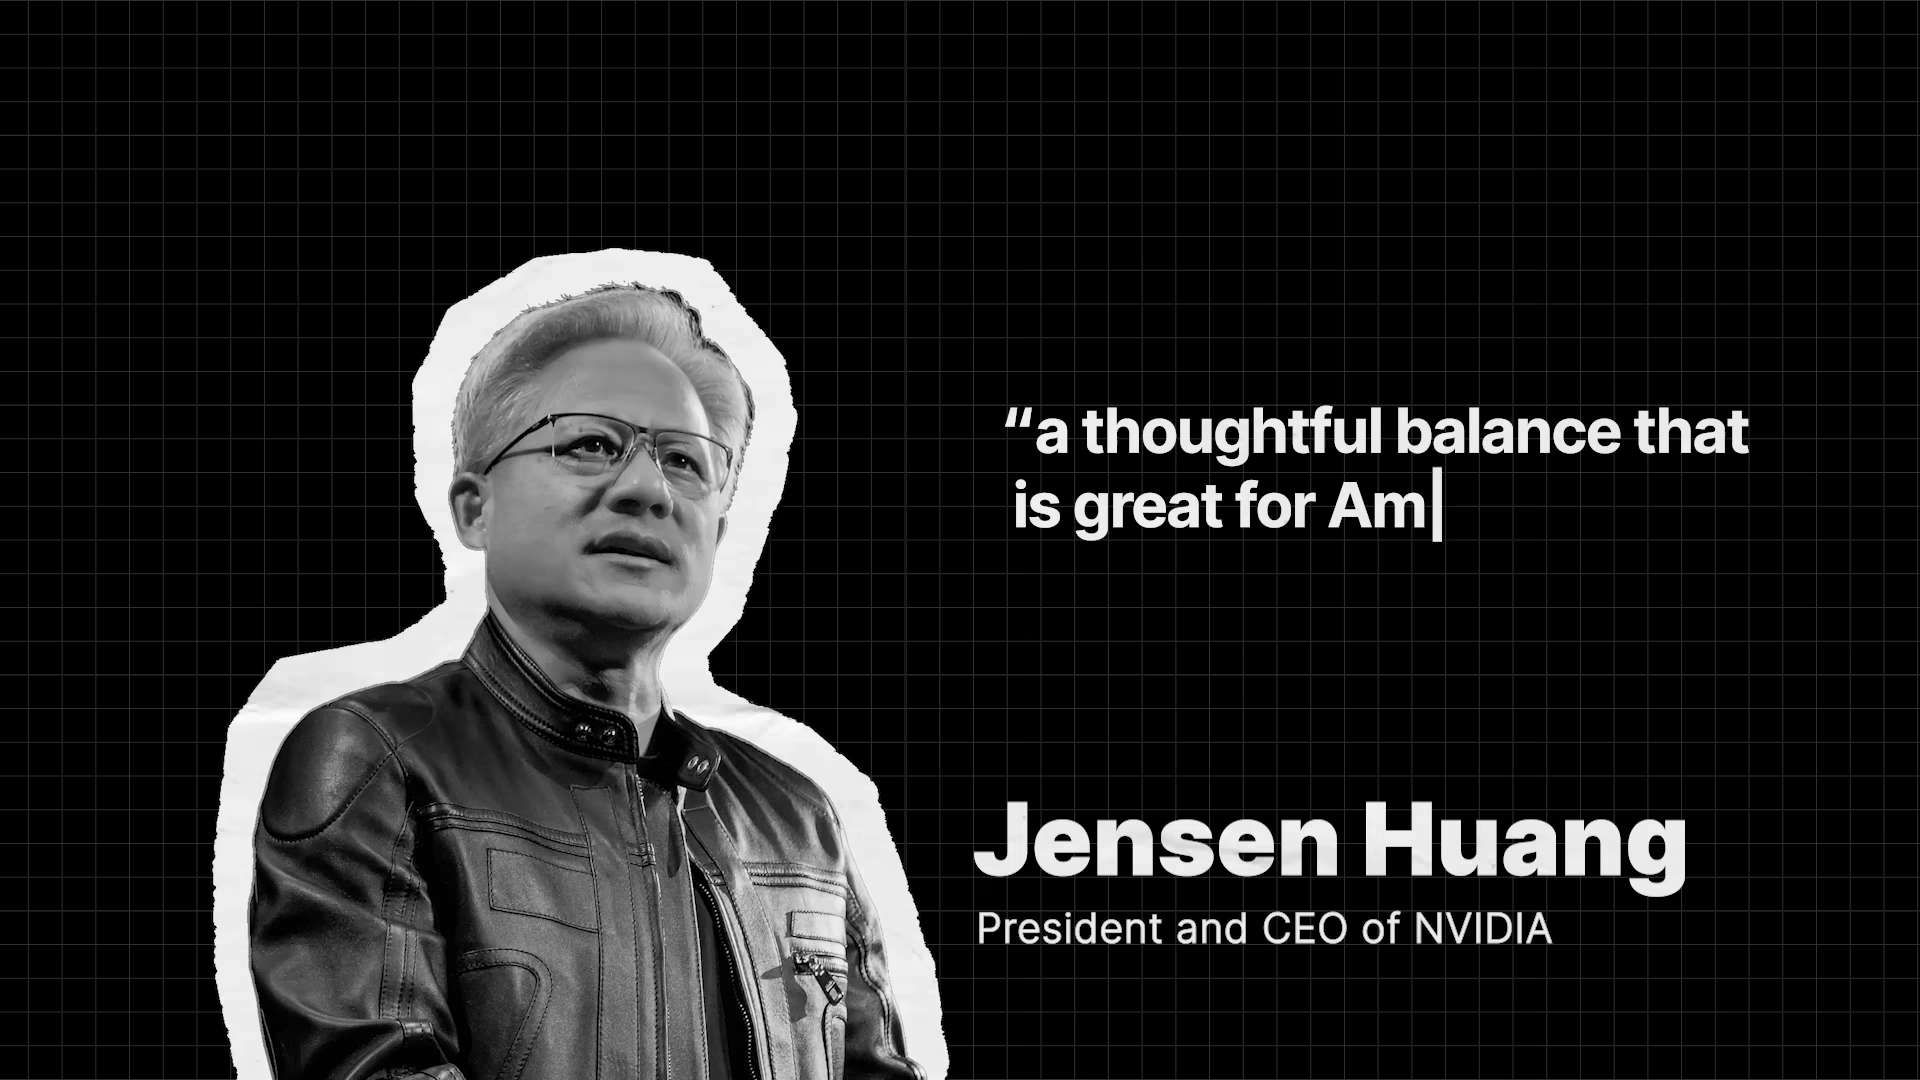 “a thoughtful balance that
is great for Am
Jensen Huang
President and CEO of NVIDIA